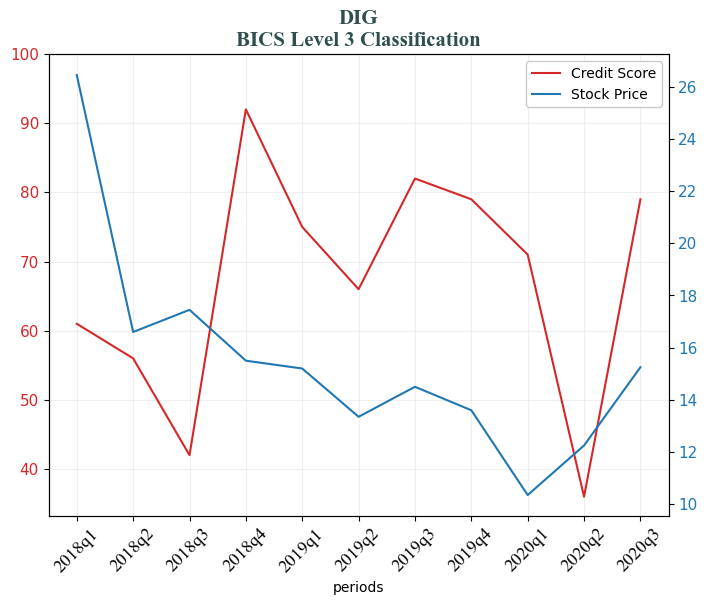 DIG
BICS Level 3 Classification
100
90
80
70
60
50
40
26
24
22
20
18
16
14
12
10
Credit Score
Stock Price
2018q1
2018q2
2018q3
2018q4
2019q1
2019q2
2019q3
2019q4
2020q1
2020q2
2020q3
periods